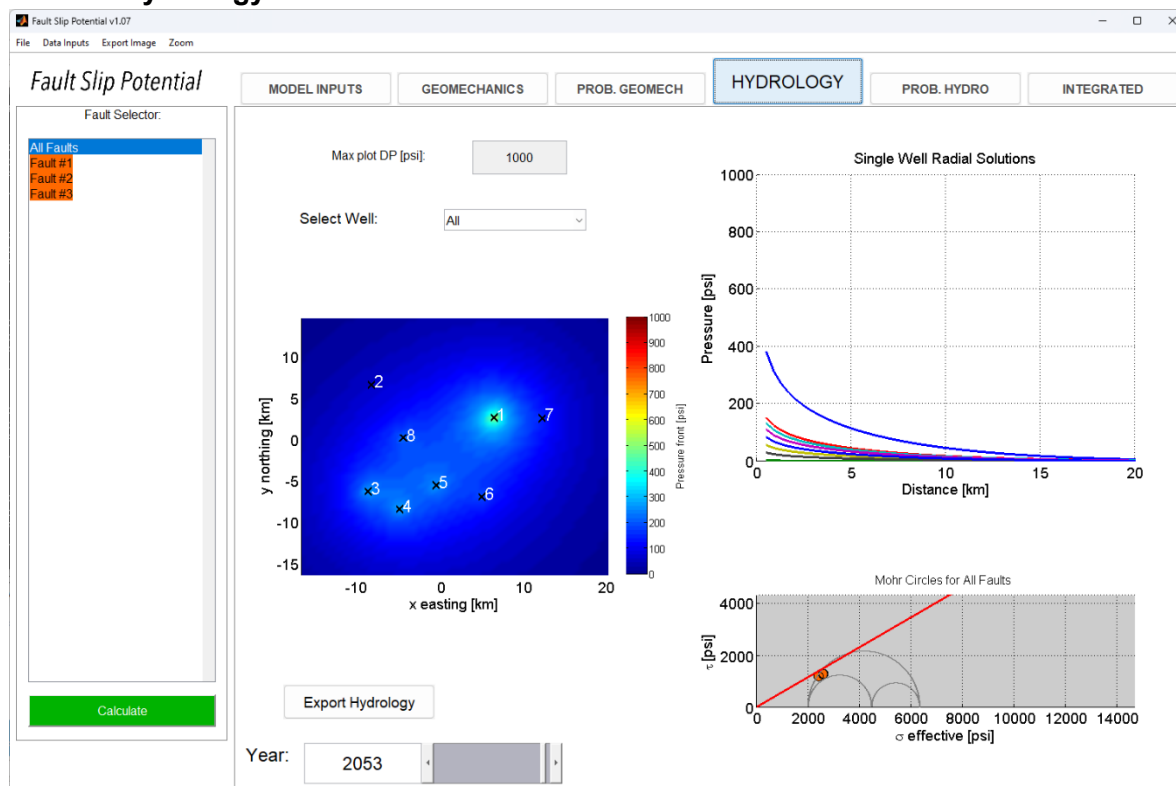 Fault Slip Potential v1.07
File Data Inputs Export Image Zoom
Fault Slip Potential
MODEL INPUTS GEOMECHANICS PROB. GEOMECH HYDROLOGY PROB. HYDRO INTEGRATED
Fault Selector:
All Faults
Fault #1
Fault #2
Fault #3
Calculate
Max plot DP [psi]: 1000
Select Well: All
10
5
0
-5
-10
-15
y northing [km]
-10 0 10 20
x easting [km]
2
1
7
8
3
5
4
6
1000
900
800
700
600
500
400
300
200
100
0
Pressure front [psi]
Export Hydrology
Year: 2053
Single Well Radial Solutions
1000
800
600
400
200
0
Pressure [psi]
0 5 10 15 20
Distance [km]
Mohr Circles for All Faults
4000
2000
0
τ [psi]
0 2000 4000 6000 8000 10000 12000 14000
σ effective [psi]